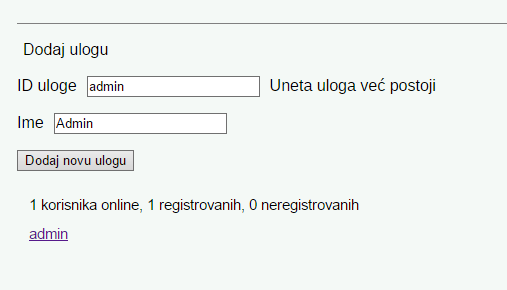 Dodaj ulogu
ID uloge admin Uneta uloga već postoji
Ime Admin
Dodaj novu ulogu
1 korisnika online, 1 registrovanih, 0 neregistrovanih
admin